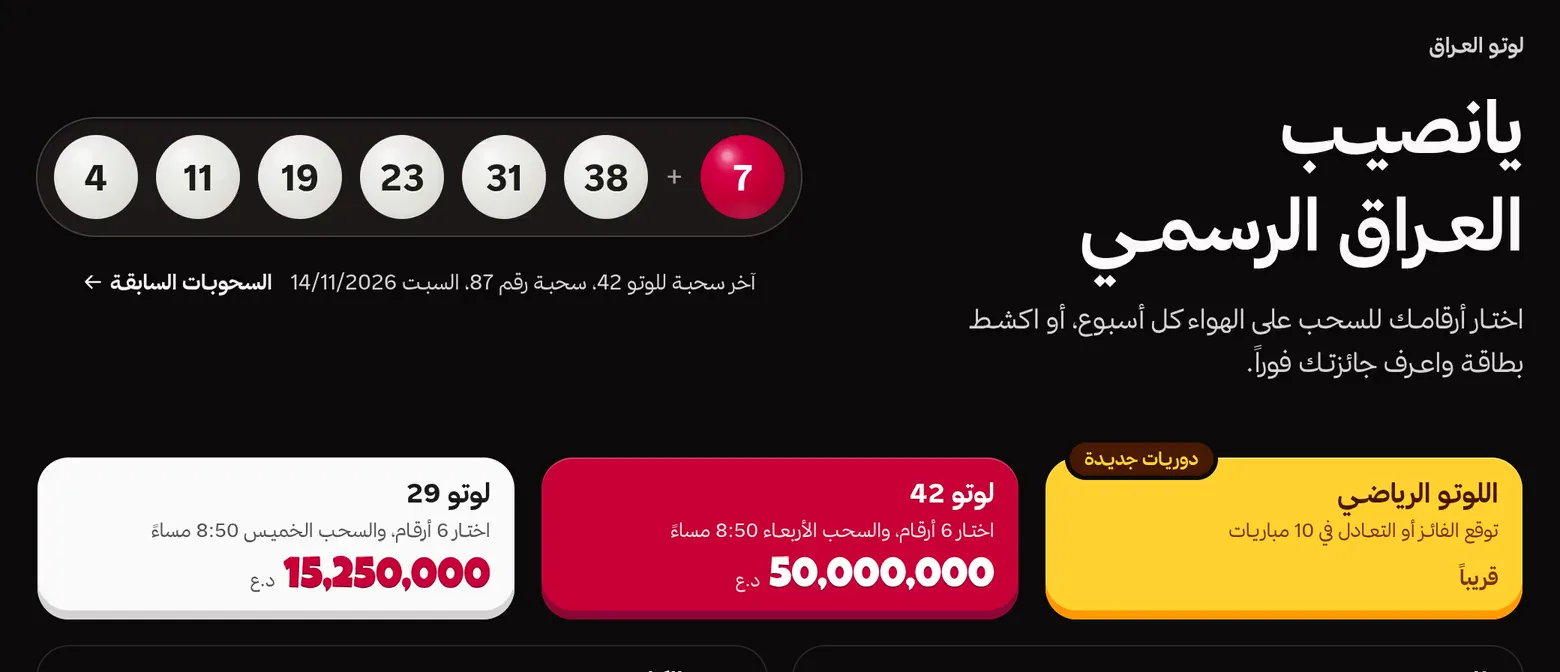 لوتو العراق
يانصيب
العراق الرسمي
اختار أرقامك للسحب على الهواء كل أسبوع، أو اكشط
بطاقة واعرف جائزتك فوراً.
4 11 19 23 31 38 + 7
آخر سحبة للوتو 42، سحبة رقم 87، السبت 14/11/2026 السحوبات السابقة ←
دوريات جديدة
اللوتو الرياضي
توقع الفائز أو التعادل في 10 مباريات
قريباً
لوتو 42
اختار 6 أرقام، والسحب الأربعاء 8:50 مساءً
50,000,000 د.ع
لوتو 29
اختار 6 أرقام، والسحب الخميس 8:50 مساءً
15,250,000 د.ع